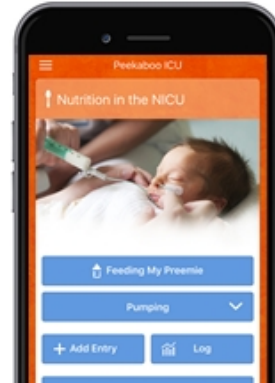 Peekaboo ICU
Nutrition in the NICU
Feeding My Preemie
Pumping
Add Entry
Log